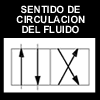 SENTIDO DE
CIRCULACION
DEL FLUIDO